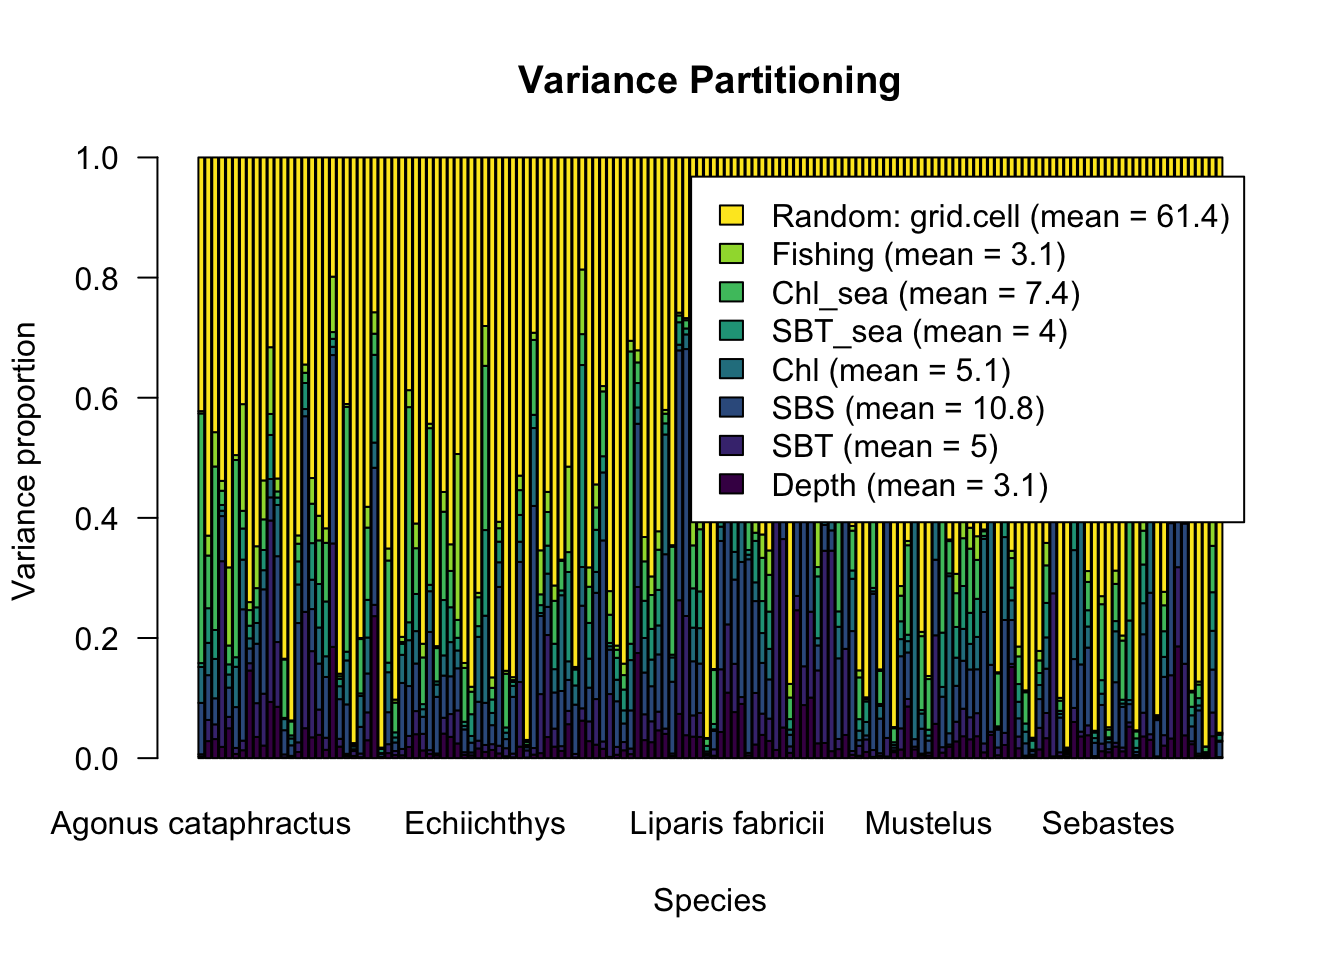 Variance Partitioning
Variance proportion
1.0
0.8
0.6
0.4
0.2
0.0
Random: grid.cell (mean = 61.4)
Fishing (mean = 3.1)
Chl_sea (mean = 7.4)
SBT_sea (mean = 4)
Chl (mean = 5.1)
SBS (mean = 10.8)
SBT (mean = 5)
Depth (mean = 3.1)
Agonus cataphractus Echiichthys Liparis fabricii Mustelus Sebastes
Species